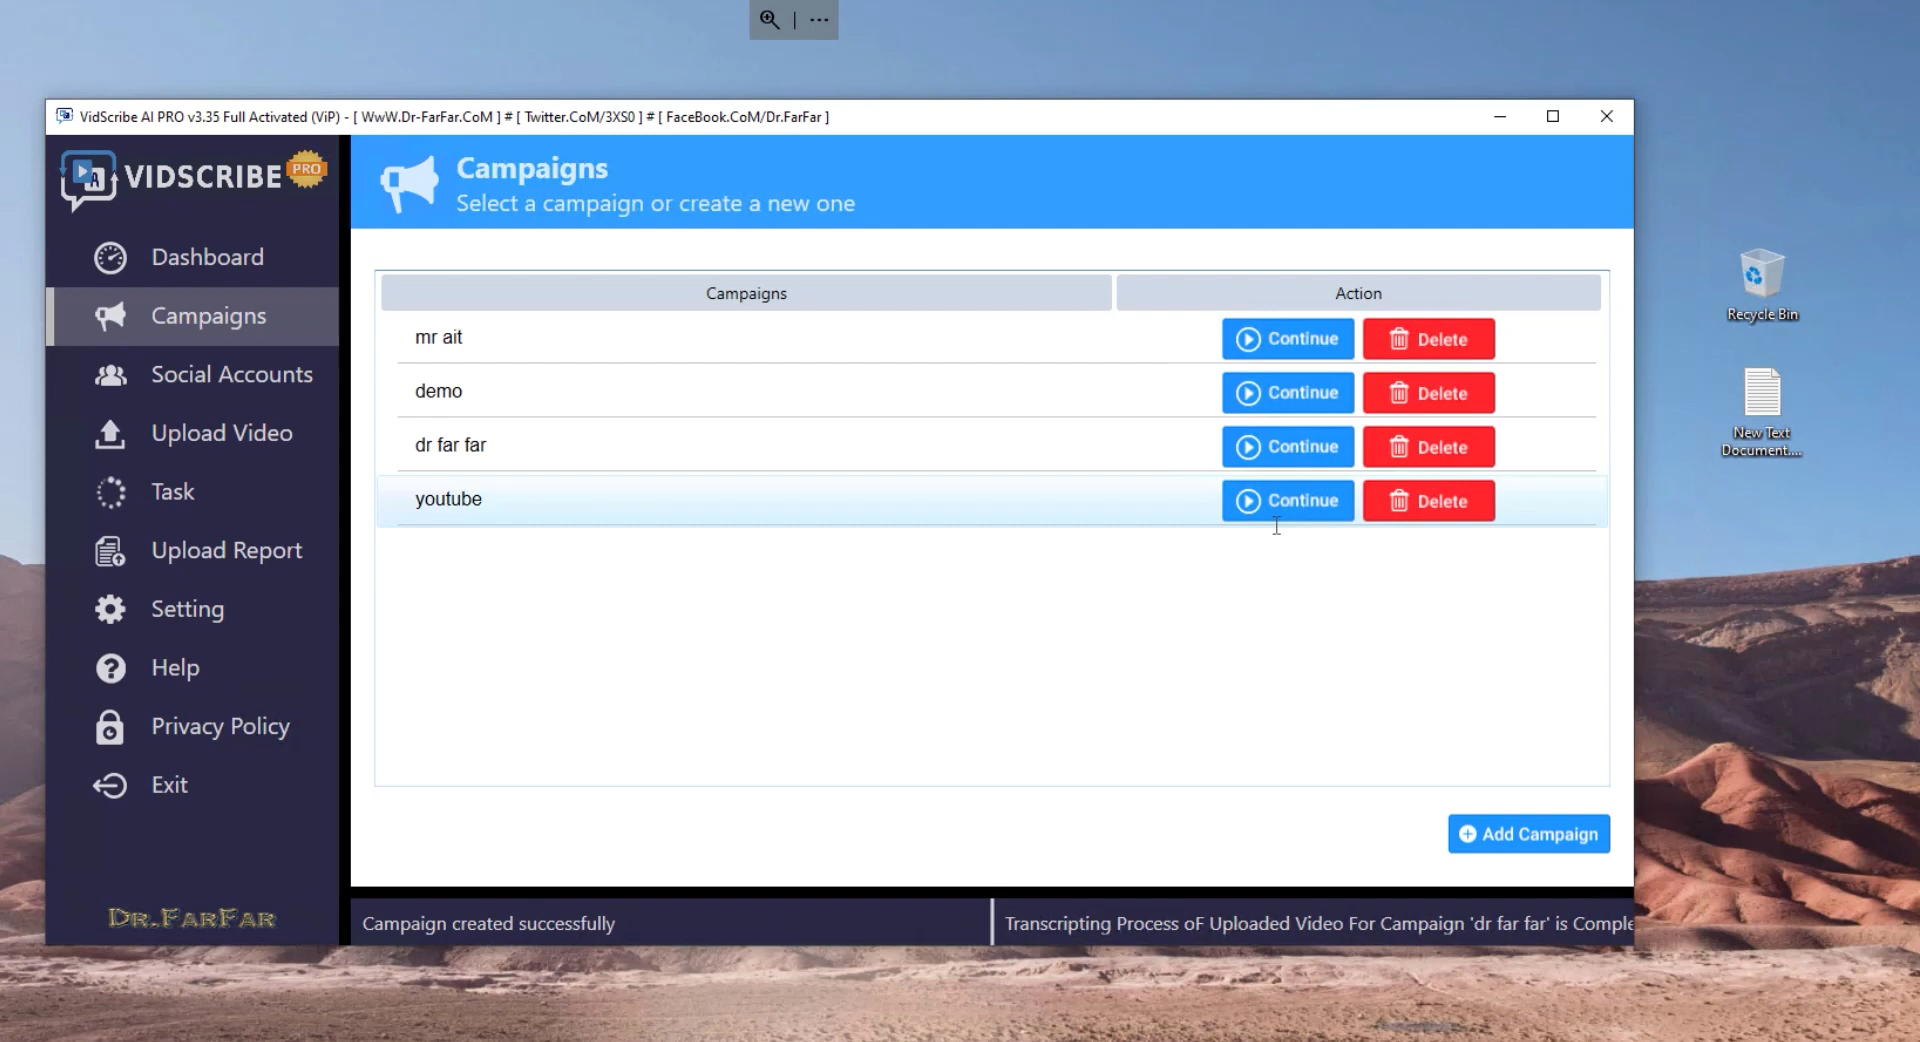 VidScribe AI PRO v3.35 Full Activated (ViP) - [ WwW.Dr-FarFar.CoM ] # [ Twitter.CoM/3XS0 ] # [ FaceBook.CoM/Dr.FarFar ]
VIDSCRIBE PRO
Campaigns
Select a campaign or create a new one
Dashboard
Campaigns
Social Accounts
Upload Video
Task
Upload Report
Setting
Help
Privacy Policy
Exit
DR.FARFAR
Campaigns Action
mr ait Continue Delete
demo Continue Delete
dr far far Continue Delete
youtube Continue Delete
Add Campaign
Campaign created successfully
Transcripting Process oF Uploaded Video For Campaign 'dr far far' is Comple
Recycle Bin
New Text
Document....